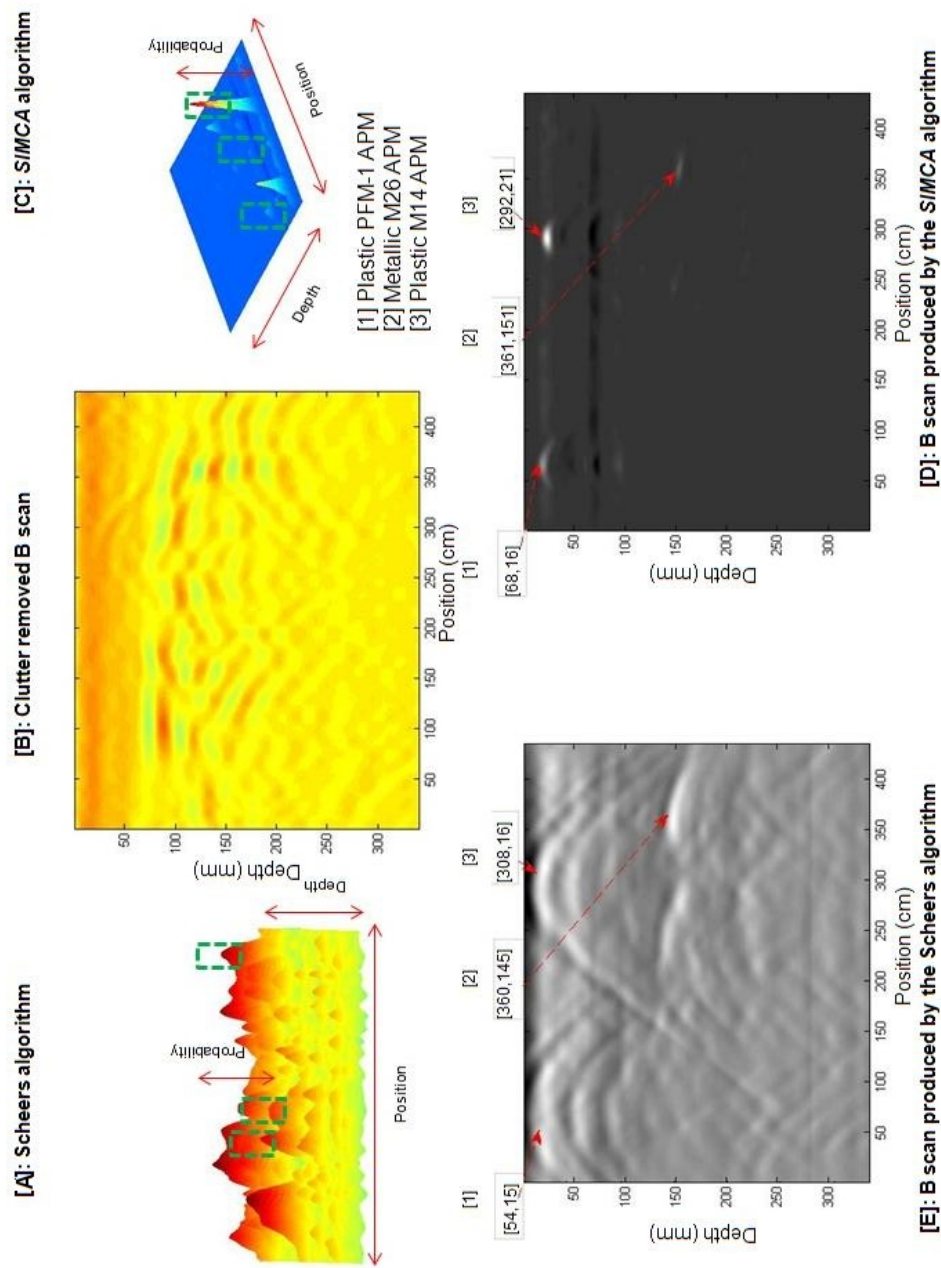 [A]: Scheers algorithm
[B]: Clutter removed B scan
[C]: SIMCA algorithm
Probability
Depth
Position
50
100
150
200
250
300
Depth (mm)
50
100
150
200
250
300
350
400
Position (cm)
Probability
Position
Depth
[1] Plastic PFM-1 APM
[2] Metallic M26 APM
[3] Plastic M14 APM
[1]
[2]
[3]
[54,15]
[360,145]
[308,16]
50
100
150
200
250
300
Depth (mm)
50
100
150
200
250
300
350
400
Position (cm)
[E]: B scan produced by the Scheers algorithm
[1]
[2]
[3]
[68,16]
[361,151]
[292,21]
50
100
150
200
250
300
Depth (mm)
50
100
150
200
250
300
350
400
Position (cm)
[D]: B scan produced by the SIMCA algorithm